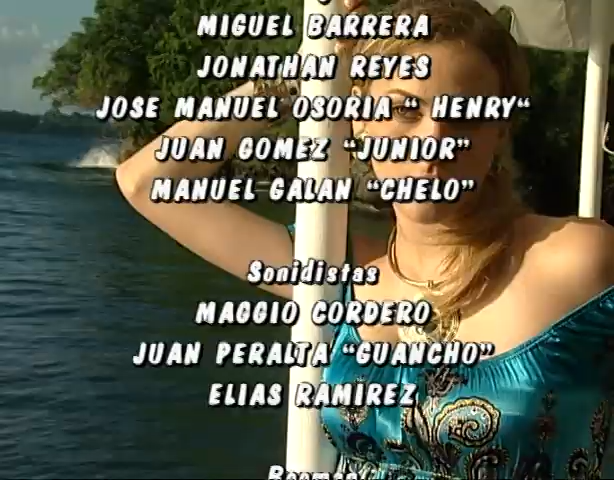 MIGUEL BARRERA
JONATHAN REYES
JOSE MANUEL OSORIA “ HENRY“
JUAN GOMEZ “JUNIOR”
MANUEL GALAN “CHELO”
Sonidistas
MAGGIO CORDERO
JUAN PERALTA “GUANCHO”
ELIAS RAMIREZ